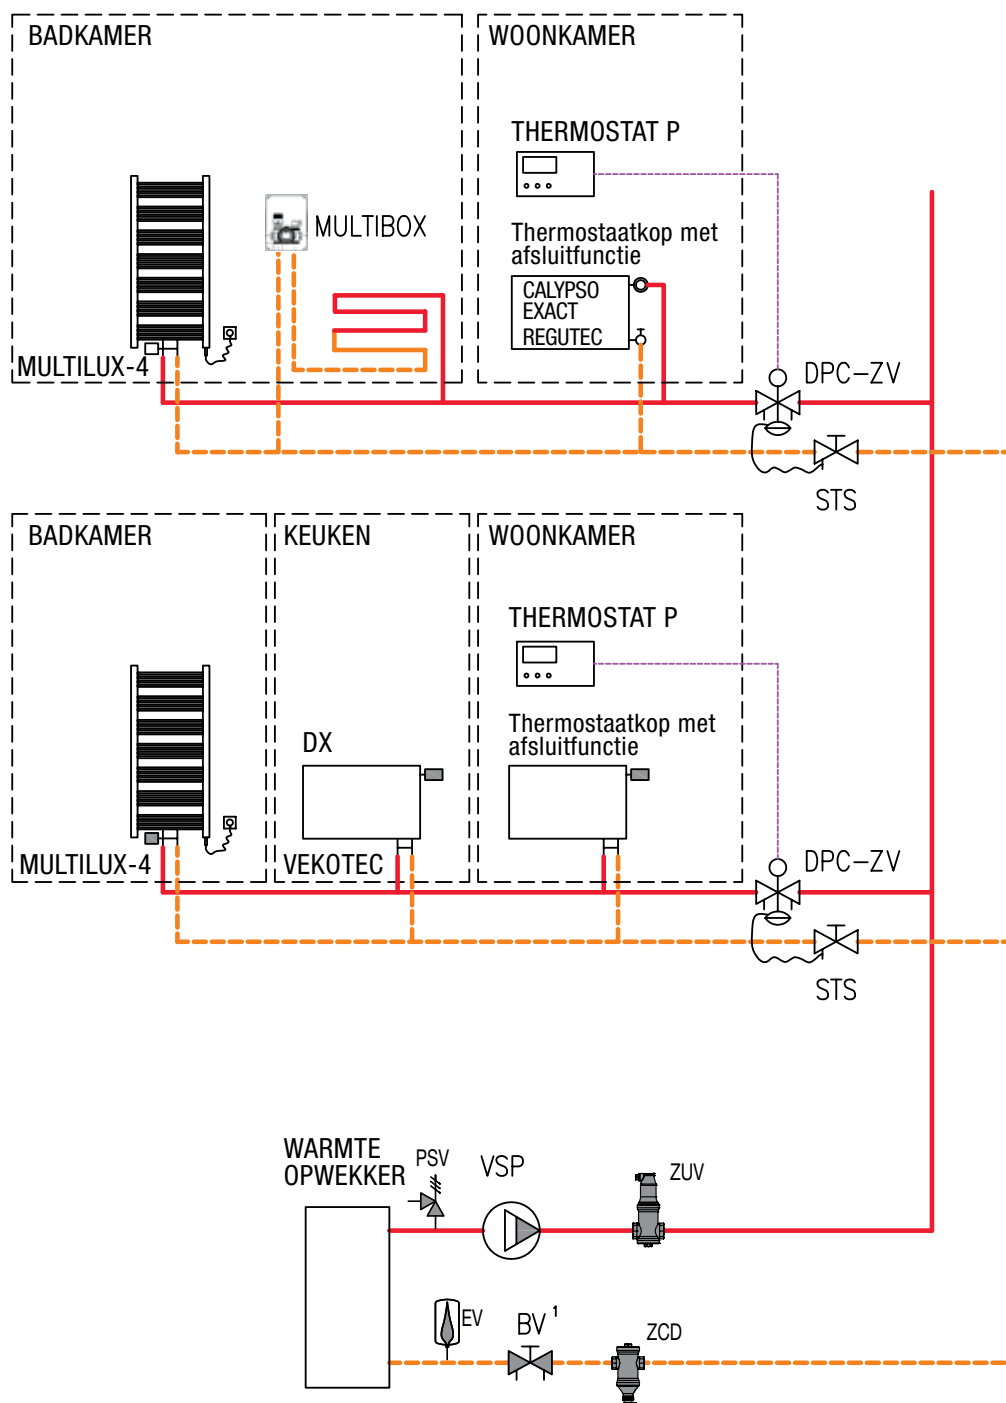 BADKAMER
WOONKAMER
THERMOSTAT P
MULTIBOX
Thermostaatkop met
afsluitfunctie
CALYPSO
EXACT
REGUTEC
MULTILUX-4
DPC-ZV
STS
BADKAMER
KEUKEN
WOONKAMER
THERMOSTAT P
DX
Thermostaatkop met
afsluitfunctie
MULTILUX-4
VEKOTEC
DPC-ZV
STS
WARMTE
OPWEKKER
PSV
VSP
ZUV
EV
BV 1
ZCD